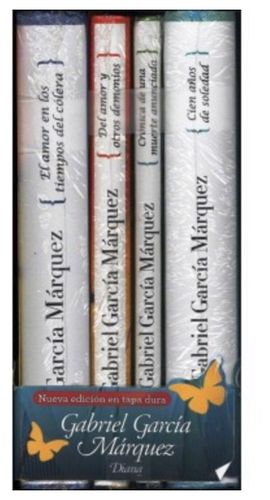 El amor en los
tiempos del cólera
Gabriel García Márquez
Del amor y
otros demonios
Gabriel García Márquez
Crónica de una
muerte anunciada
Gabriel García Márquez
Cien años
de soledad
Gabriel García Márquez
Nueva edición en tapa dura
Gabriel García
Márquez
Diana